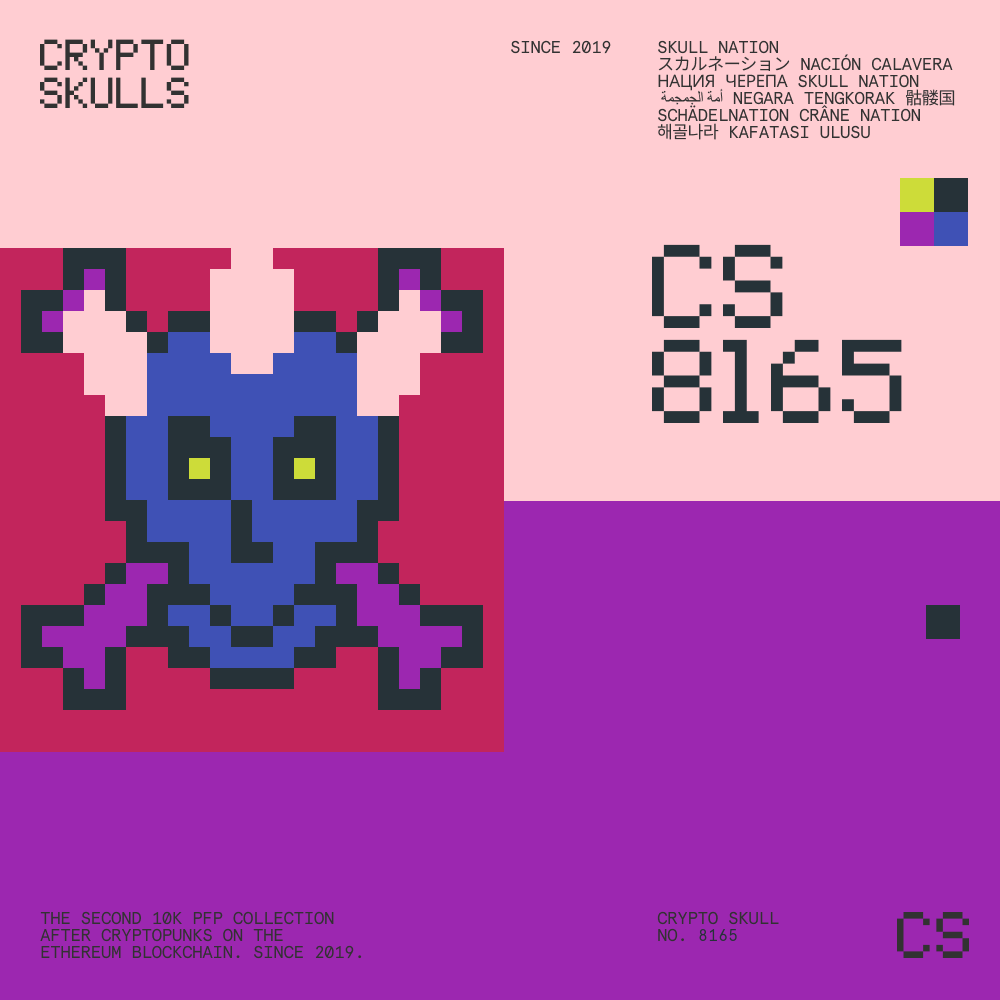 CRYPTO
SKULLS
SINCE 2019
SKULL NATION
スカルネーション NACIÓN CALAVERA
НАЦИЯ ЧЕРЕПА SKULL NATION
أمة الجمجمة NEGARA TENGKORAK 骷髅国
SCHÄDELNATION CRÂNE NATION
해골나라 KAFATASI ULUSU
CS
8165
THE SECOND 10K PFP COLLECTION
AFTER CRYPTOPUNKS ON THE
ETHEREUM BLOCKCHAIN. SINCE 2019.
CRYPTO SKULL
NO. 8165
CS